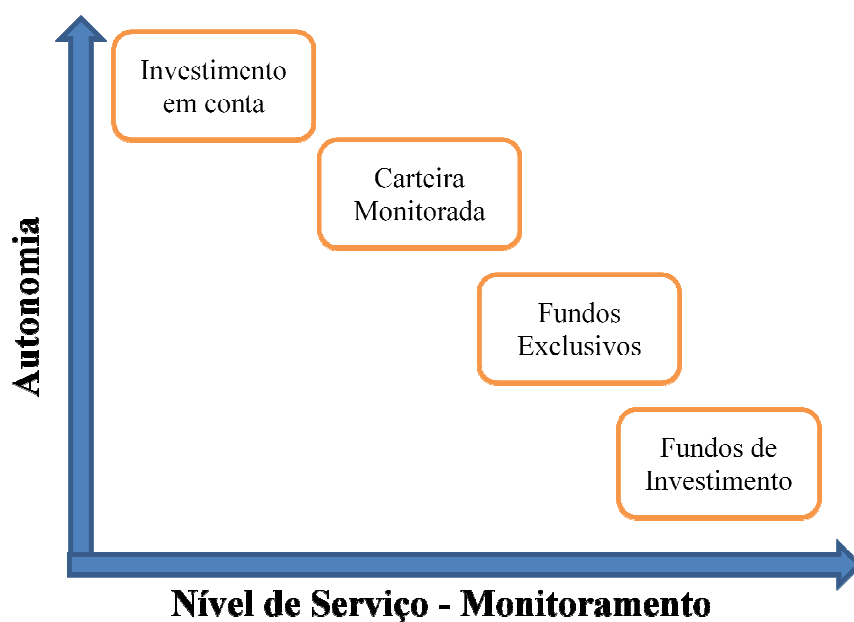 Investimento
em conta
Carteira
Monitorada
Fundos
Exclusivos
Fundos de
Investimento
Autonomia
Nível de Serviço - Monitoramento